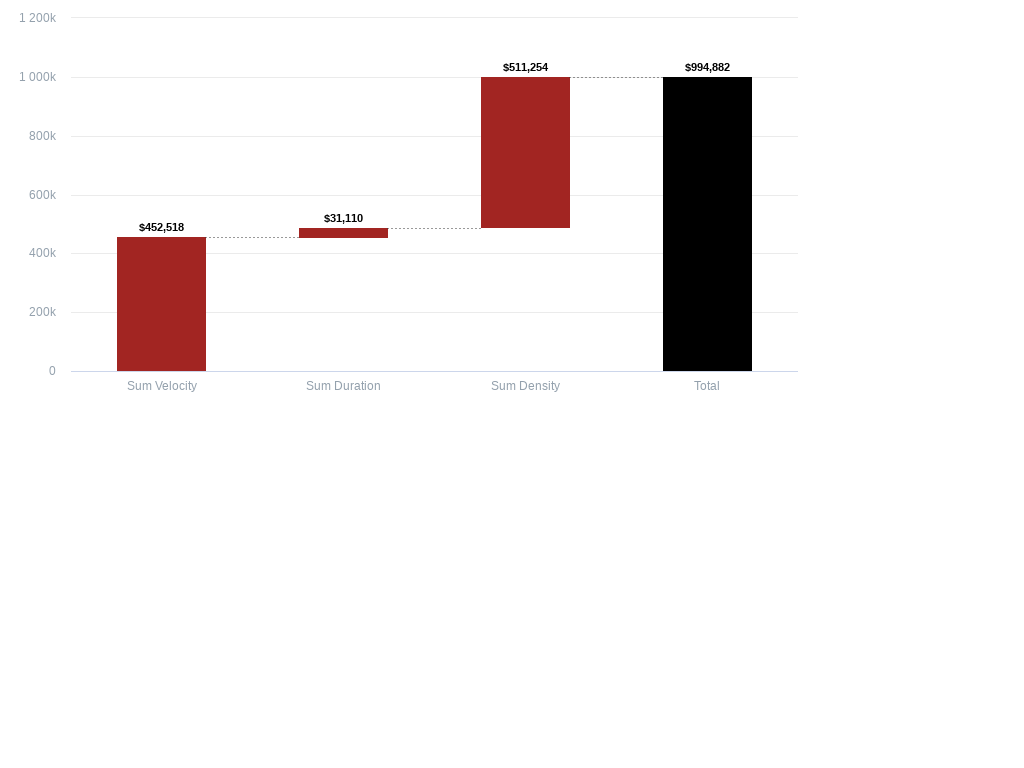 1 200k
1 000k
800k
600k
400k
200k
0
$452,518
$31,110
$511,254
$994,882
Sum Velocity
Sum Duration
Sum Density
Total